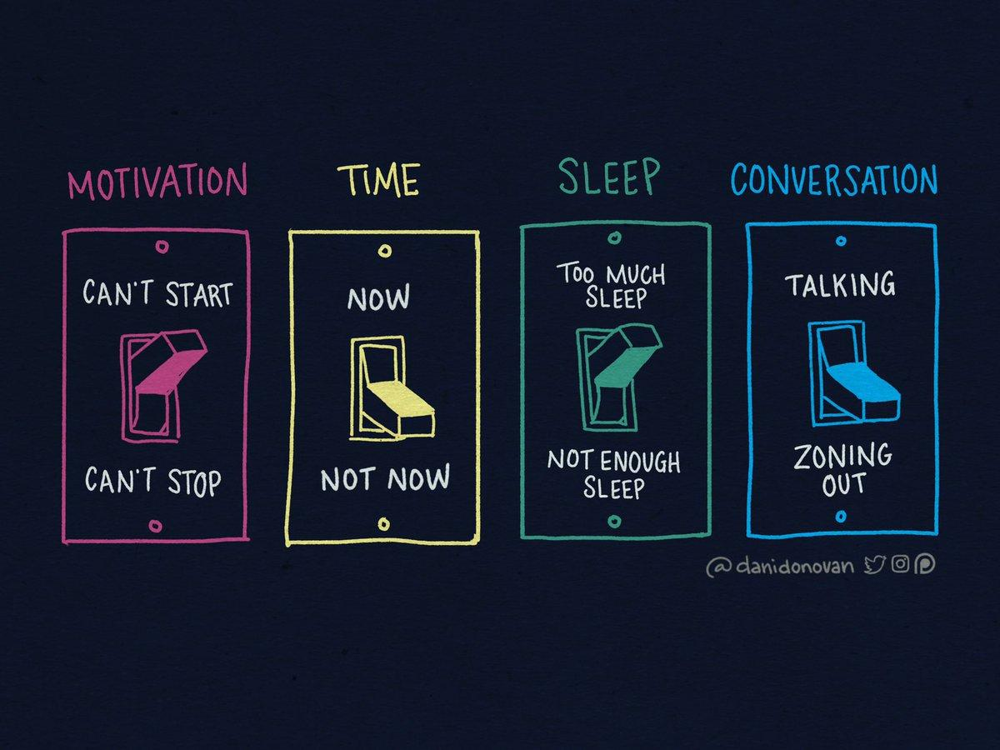 MOTIVATION
CAN'T START
CAN'T STOP
TIME
NOW
NOT NOW
SLEEP
TOO MUCH
SLEEP
NOT ENOUGH
SLEEP
CONVERSATION
TALKING
ZONING
OUT
@danidonovan